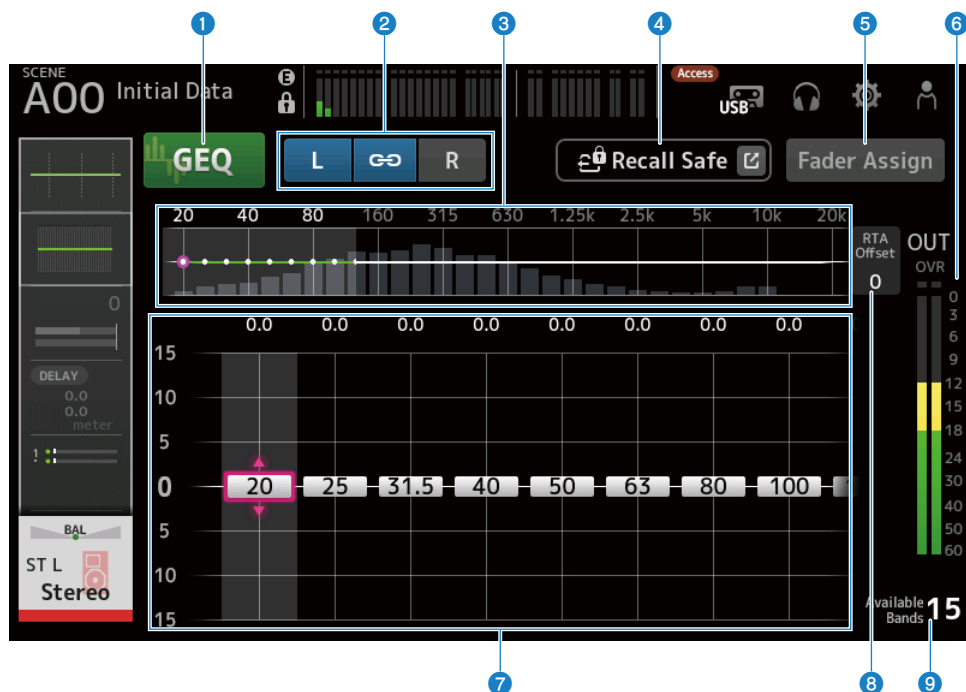 1 2 3 4 5 6
SCENE
A00 Initial Data
E
Access
USB
GEQ
L R
Recall Safe
Fader Assign
20 40 80 160 315 630 1.25k 2.5k 5k 10k 20k
RTA
Offset
0
OUT
OVR
0
3
6
9
12
15
18
24
30
40
50
60
0
DELAY
0.0
0.0
meter
1
BAL
ST L
Stereo
0.0 0.0 0.0 0.0 0.0 0.0 0.0 0.0
15
10
5
0 20 25 31.5 40 50 63 80 100
5
10
15
Available
Bands 15
7 8 9